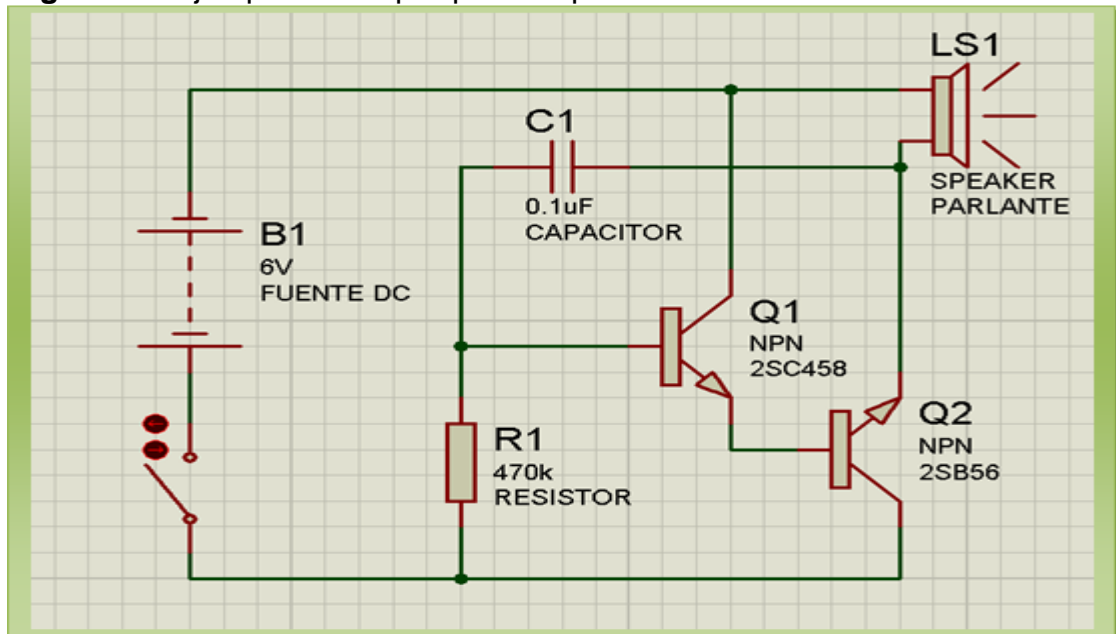 LS1
SPEAKER
PARLANTE
C1
0.1uF
CAPACITOR
B1
6V
FUENTE DC
Q1
NPN
2SC458
Q2
NPN
2SB56
R1
470k
RESISTOR